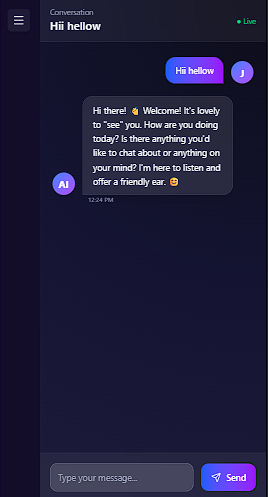 Conversation
Hii hellow
Live
Hii hellow
J
Hi there! 👋 Welcome! It's lovely
to "see" you. How are you doing
today? Is there anything you'd
like to chat about or anything on
your mind? I'm here to listen and
offer a friendly ear. 😊
AI
12:24 PM
Type your message...
Send